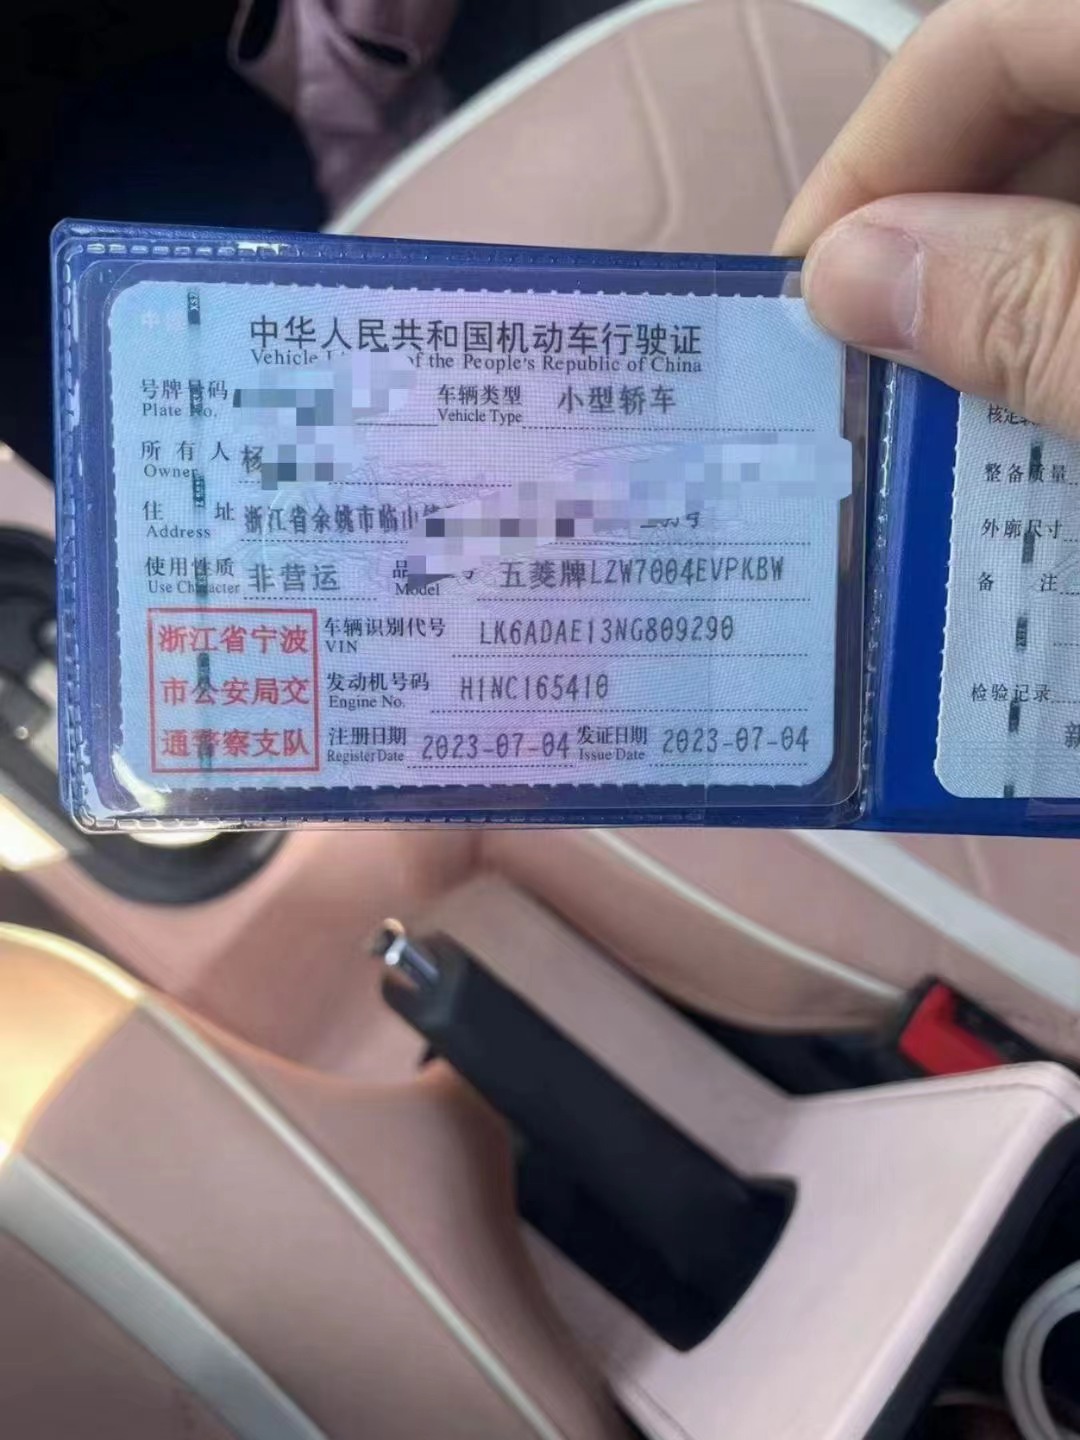 中华人民共和国机动车行驶证
Vehicle of the People's Republic of China
号牌号码 车辆类型 小型轿车
Plate No. Vehicle Type
所有人 杨
Owner
住址 浙江省余姚市临山镇 号
Address
使用性质 非营运 品 号 五菱牌LZW7004EVPKBW
Use Character Model
浙江省宁波
市公安局交
通警察支队
车辆识别代号 LK6ADAE13NG809290
VIN
发动机号码 H1NC165410
Engine No.
注册日期 2023-07-04 发证日期 2023-07-04
Register Date Issue Date
核定
整备质量
外廓尺寸
备注
检验记录
新